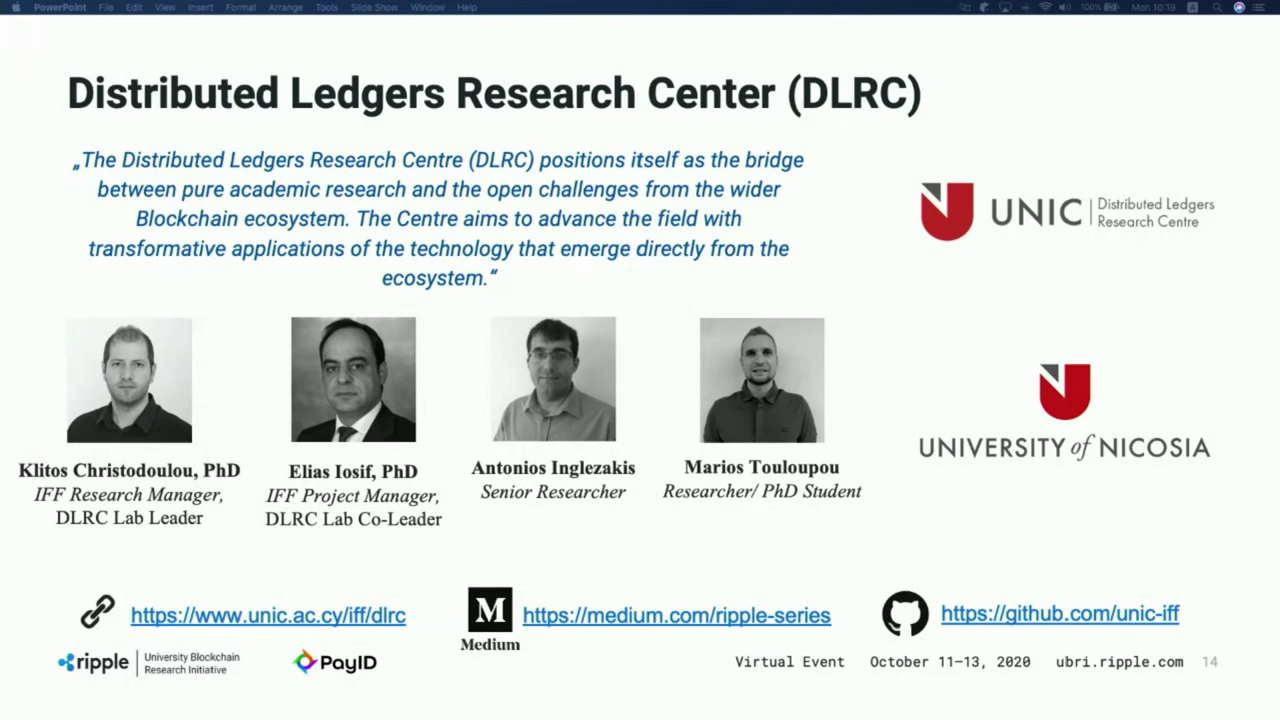 PowerPoint File Edit View Insert Format Arrange Tools Slide Show Window Help 100% Mon 10:19 A
Distributed Ledgers Research Center (DLRC)
„The Distributed Ledgers Research Centre (DLRC) positions itself as the bridge
between pure academic research and the open challenges from the wider
Blockchain ecosystem. The Centre aims to advance the field with
transformative applications of the technology that emerge directly from the
ecosystem.“
UNIC Distributed Ledgers
Research Centre
UNIVERSITY of NICOSIA
Klitos Christodoulou, PhD
IFF Research Manager,
DLRC Lab Leader
Elias Iosif, PhD
IFF Project Manager,
DLRC Lab Co-Leader
Antonios Inglezakis
Senior Researcher
Marios Touloupou
Researcher/ PhD Student
https://www.unic.ac.cy/iff/dlrc
M https://medium.com/ripple-series
Medium
https://github.com/unic-iff
ripple University Blockchain
Research Initiative
PayID
Virtual Event October 11–13, 2020 ubri.ripple.com 14